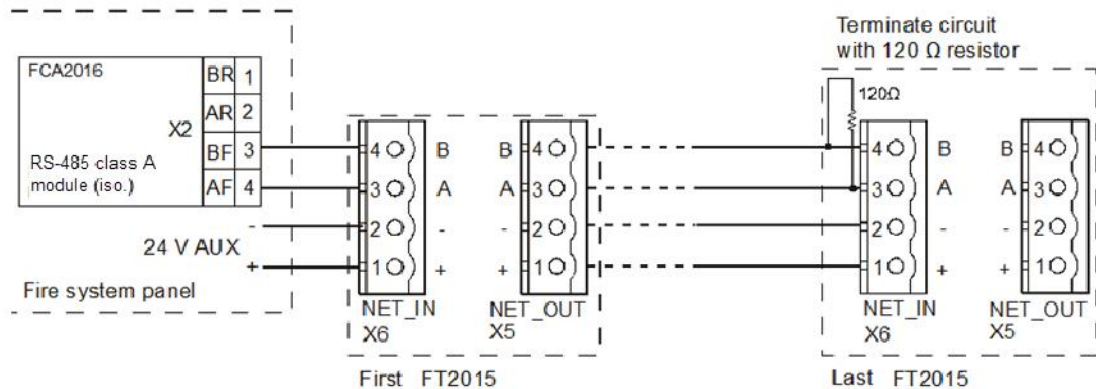 Terminate circuit
with 120 Ω resistor
FCA2016
BR 1
AR 2
X2
BF 3
AF 4
RS-485 class A
module (iso.)
120Ω
4 B B 4
3 A A 3
2 - - 2
1 + + 1
4 B B 4
3 A A 3
2 - - 2
1 + + 1
-
24 V AUX
+
Fire system panel
NET_IN NET_OUT
X6 X5
NET_IN NET_OUT
X6 X5
First FT2015
Last FT2015